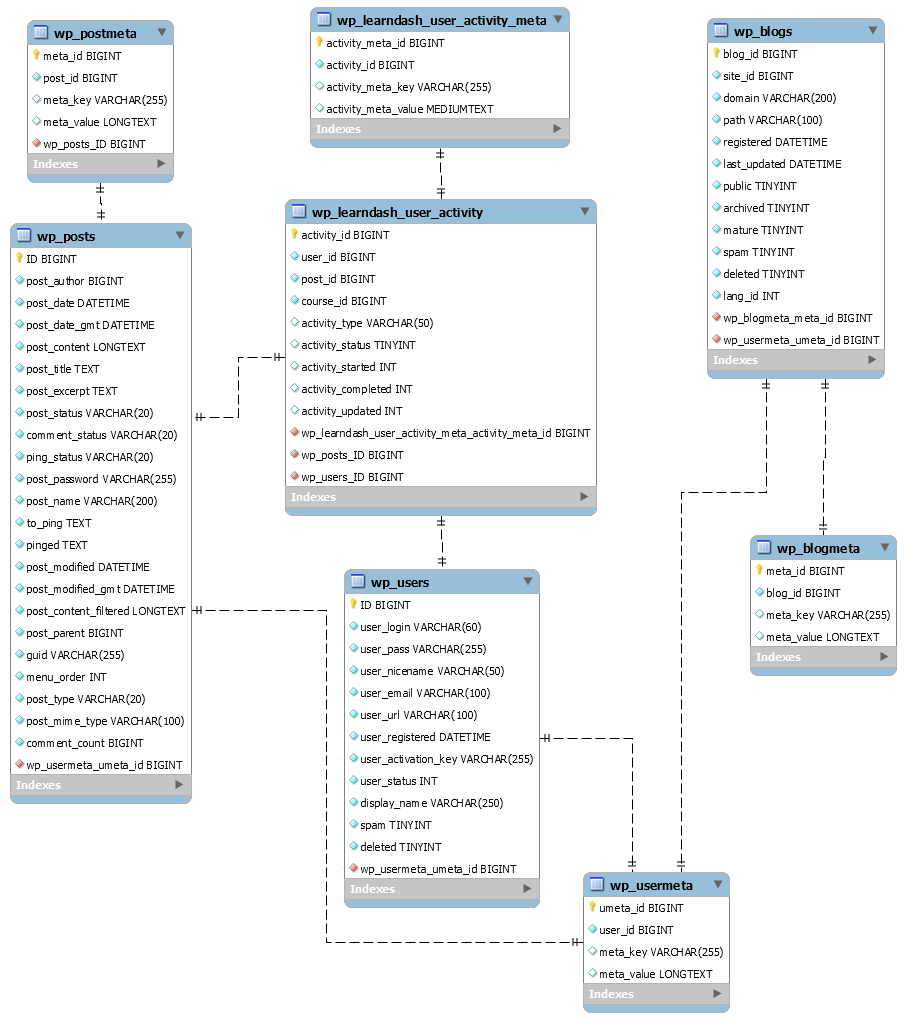 wp_postmeta
meta_id BIGINT
post_id BIGINT
meta_key VARCHAR(255)
meta_value LONGTEXT
wp_posts_ID BIGINT
Indexes
wp_learndash_user_activity_meta
activity_meta_id BIGINT
activity_id BIGINT
activity_meta_key VARCHAR(255)
activity_meta_value MEDIUMTEXT
Indexes
wp_blogs
blog_id BIGINT
site_id BIGINT
domain VARCHAR(200)
path VARCHAR(100)
registered DATETIME
last_updated DATETIME
public TINYINT
archived TINYINT
mature TINYINT
spam TINYINT
deleted TINYINT
lang_id INT
wp_blogmeta_meta_id BIGINT
wp_usermeta_umeta_id BIGINT
Indexes
wp_posts
ID BIGINT
post_author BIGINT
post_date DATETIME
post_date_gmt DATETIME
post_content LONGTEXT
post_title TEXT
post_excerpt TEXT
post_status VARCHAR(20)
comment_status VARCHAR(20)
ping_status VARCHAR(20)
post_password VARCHAR(255)
post_name VARCHAR(200)
to_ping TEXT
pinged TEXT
post_modified DATETIME
post_modified_gmt DATETIME
post_content_filtered LONGTEXT
post_parent BIGINT
guid VARCHAR(255)
menu_order INT
post_type VARCHAR(20)
post_mime_type VARCHAR(100)
comment_count BIGINT
wp_usermeta_umeta_id BIGINT
Indexes
wp_learndash_user_activity
activity_id BIGINT
user_id BIGINT
post_id BIGINT
course_id BIGINT
activity_type VARCHAR(50)
activity_status TINYINT
activity_started INT
activity_completed INT
activity_updated INT
wp_learndash_user_activity_meta_activity_meta_id BIGINT
wp_posts_ID BIGINT
wp_users_ID BIGINT
Indexes
wp_users
ID BIGINT
user_login VARCHAR(60)
user_pass VARCHAR(255)
user_nicename VARCHAR(50)
user_email VARCHAR(100)
user_url VARCHAR(100)
user_registered DATETIME
user_activation_key VARCHAR(255)
user_status INT
display_name VARCHAR(250)
spam TINYINT
deleted TINYINT
wp_usermeta_umeta_id BIGINT
Indexes
wp_blogmeta
meta_id BIGINT
blog_id BIGINT
meta_key VARCHAR(255)
meta_value LONGTEXT
Indexes
wp_usermeta
umeta_id BIGINT
user_id BIGINT
meta_key VARCHAR(255)
meta_value LONGTEXT
Indexes